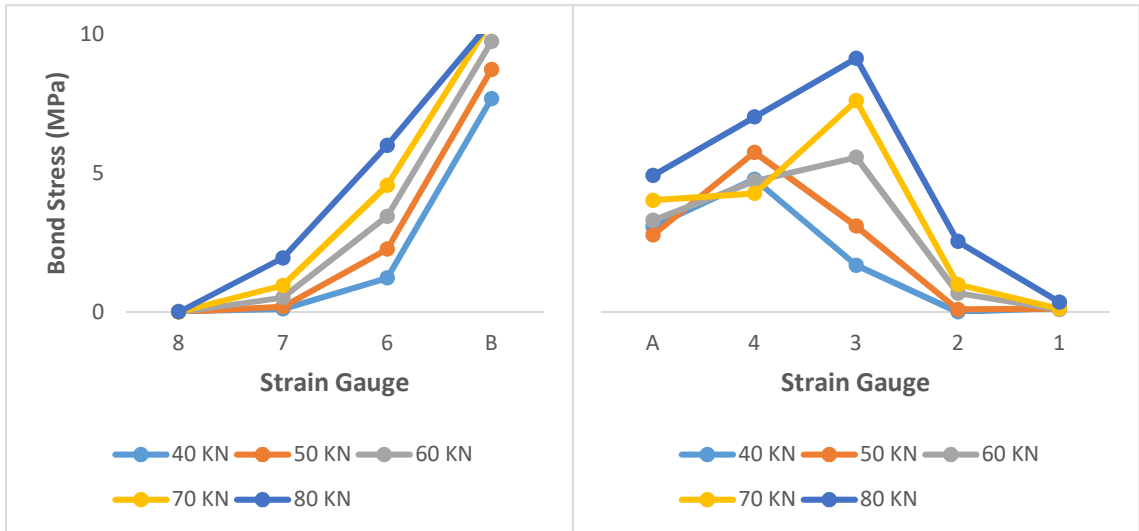 10
5
0
Bond Stress (MPa)
8 7 6 B
Strain Gauge
40 KN 50 KN 60 KN
70 KN 80 KN
A 4 3 2 1
Strain Gauge
40 KN 50 KN 60 KN
70 KN 80 KN